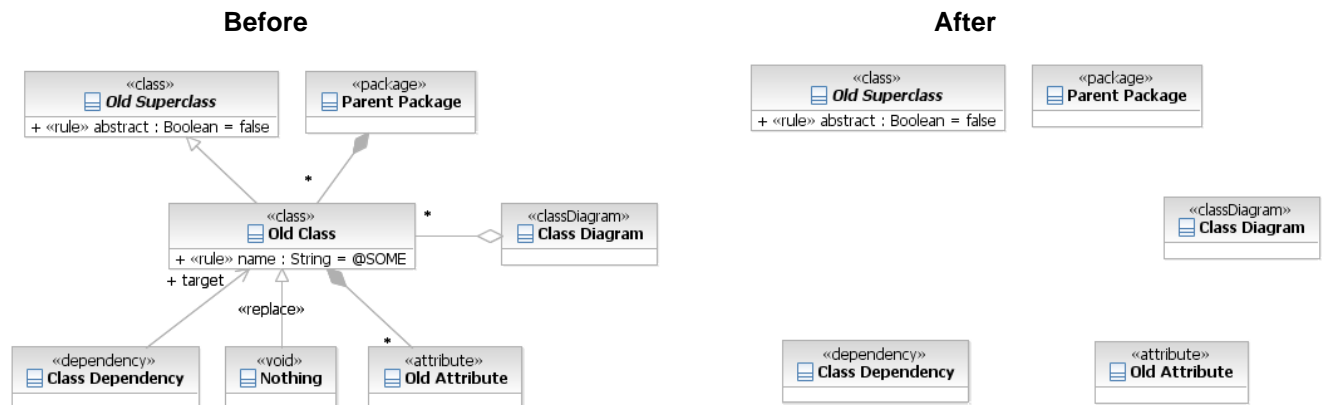 Before
After
«class»
Old Superclass
+ «rule» abstract : Boolean = false
«package»
Parent Package
*
«class»
Old Class
+ «rule» name : String = @SOME
*
«classDiagram»
Class Diagram
+ target
«replace»
*
«dependency»
Class Dependency
«void»
Nothing
«attribute»
Old Attribute
«class»
Old Superclass
+ «rule» abstract : Boolean = false
«package»
Parent Package
«classDiagram»
Class Diagram
«dependency»
Class Dependency
«attribute»
Old Attribute